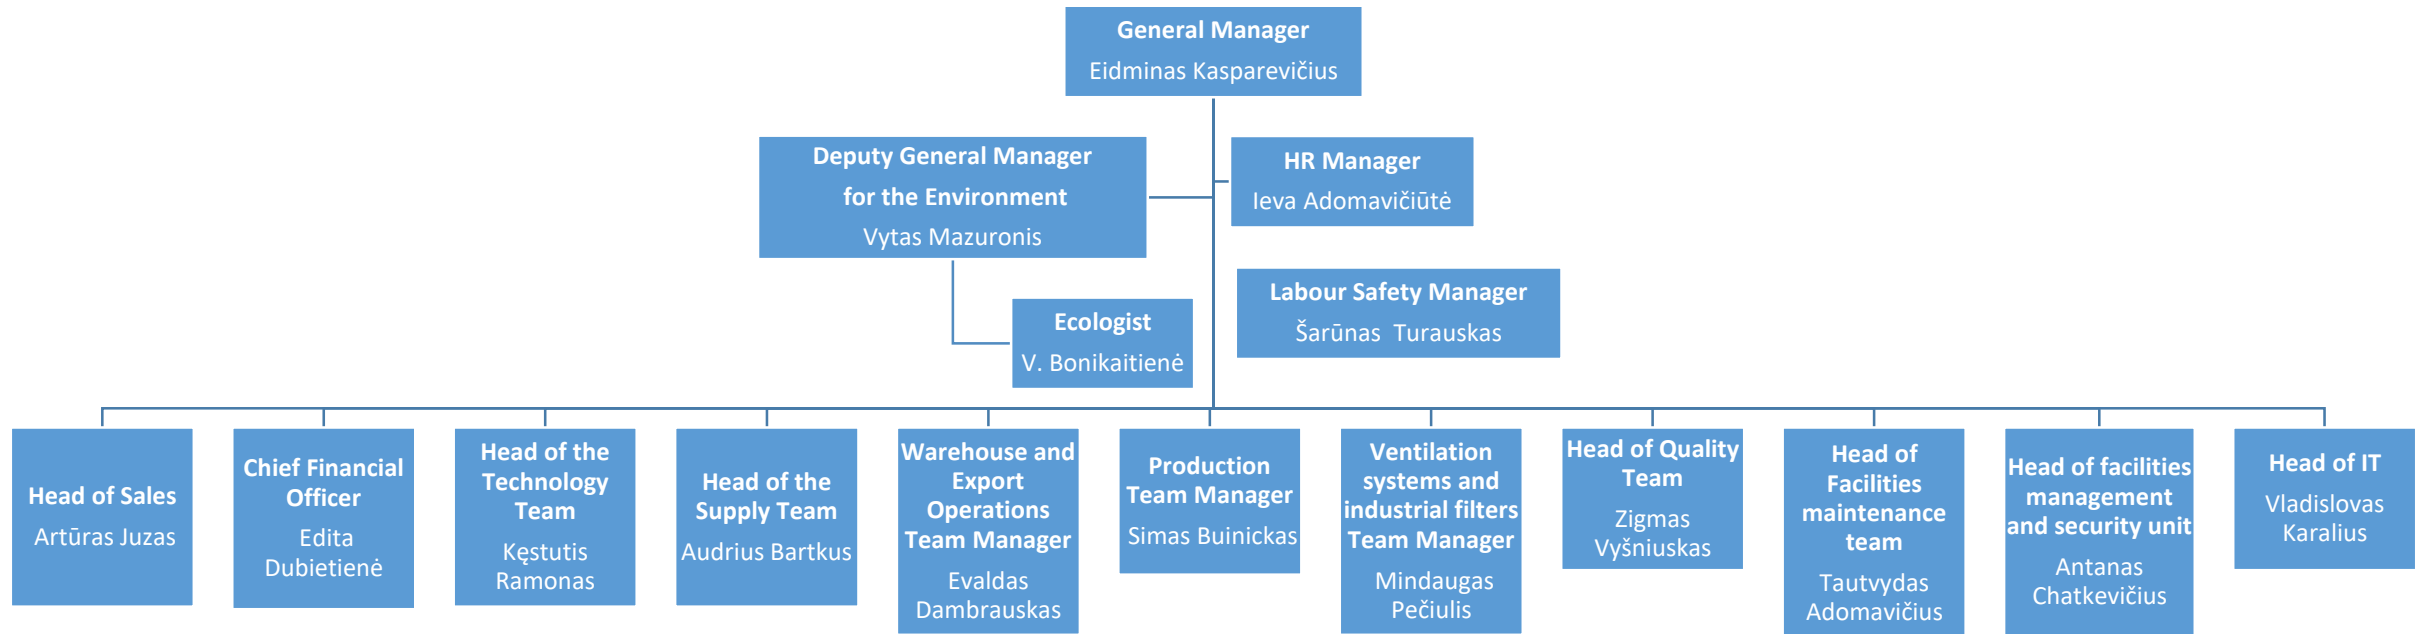 General Manager
Eidminas Kasparevičius
Deputy General Manager
for the Environment
Vytas Mazuronis
HR Manager
Ieva Adomavičiūtė
Labour Safety Manager
Šarūnas  Turauskas
Ecologist
V. Bonikaitienė
Head of Sales
Artūras Juzas
Chief Financial
Officer
Edita
Dubietienė
Head of the
Technology
Team
Kęstutis
Ramonas
Head of the
Supply Team
Audrius Bartkus
Warehouse and
Export
Operations
Team Manager
Evaldas
Dambrauskas
Production
Team Manager
Simas Buinickas
Ventilation
systems and
industrial filters
Team Manager
Mindaugas
Pečiulis
Head of Quality
Team
Zigmas
Vyšniuskas
Head of
Facilities
maintenance
team
Tautvydas
Adomavičius
Head of facilities
management
and security unit
Antanas
Chatkevičius
Head of IT
Vladislovas
Karalius